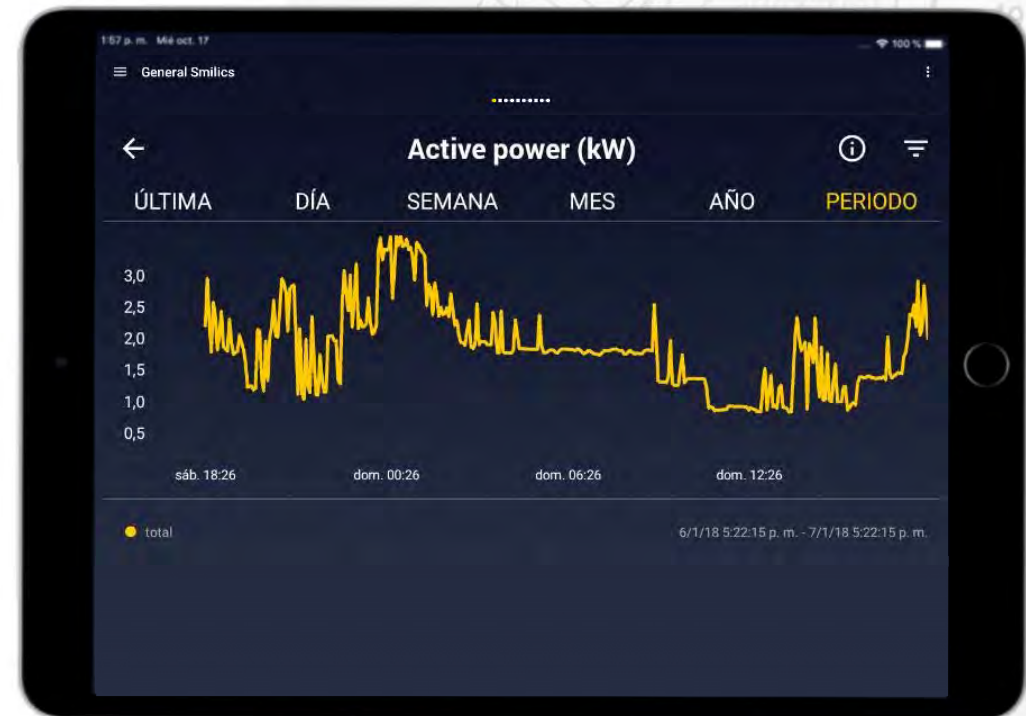 1:57 p. m. Mié oct. 17
100 %
General Smilics
Active power (kW)
ÚLTIMA DÍA SEMANA MES AÑO PERIODO
3,0
2,5
2,0
1,5
1,0
0,5
sáb. 18:26 dom. 00:26 dom. 06:26 dom. 12:26
total 6/1/18 5:22:15 p. m. - 7/1/18 5:22:15 p. m.